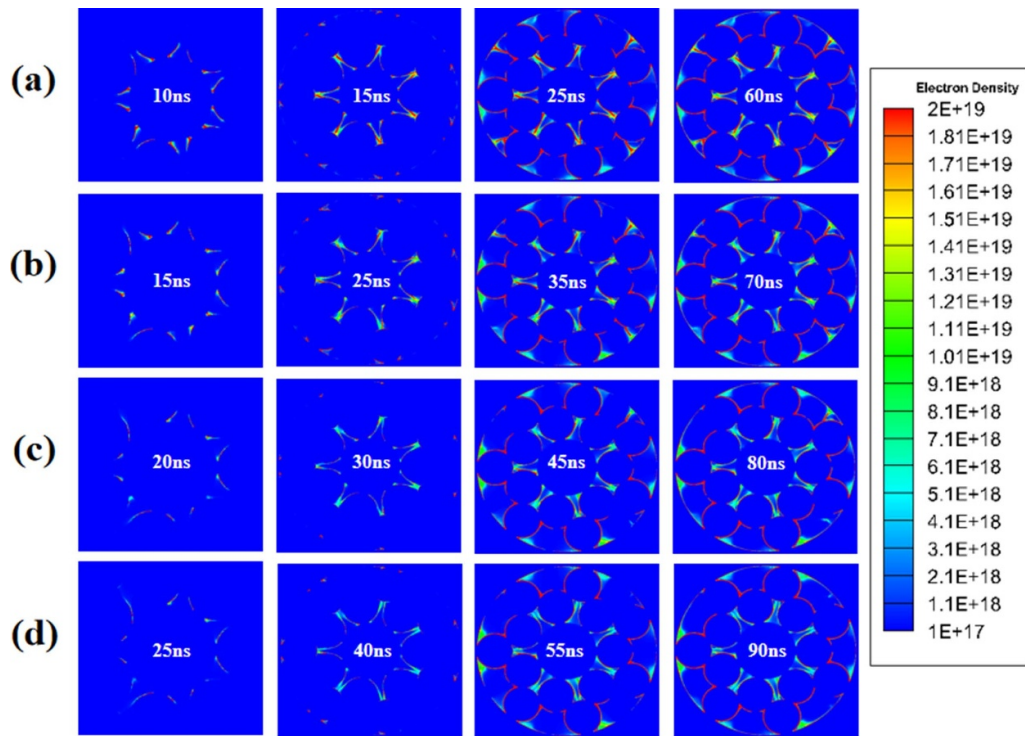 (a)
10ns
15ns
25ns
60ns
(b)
15ns
25ns
35ns
70ns
(c)
20ns
30ns
45ns
80ns
(d)
25ns
40ns
55ns
90ns
Electron Density
2E+19
1.81E+19
1.71E+19
1.61E+19
1.51E+19
1.41E+19
1.31E+19
1.21E+19
1.11E+19
1.01E+19
9.1E+18
8.1E+18
7.1E+18
6.1E+18
5.1E+18
4.1E+18
3.1E+18
2.1E+18
1.1E+18
1E+17